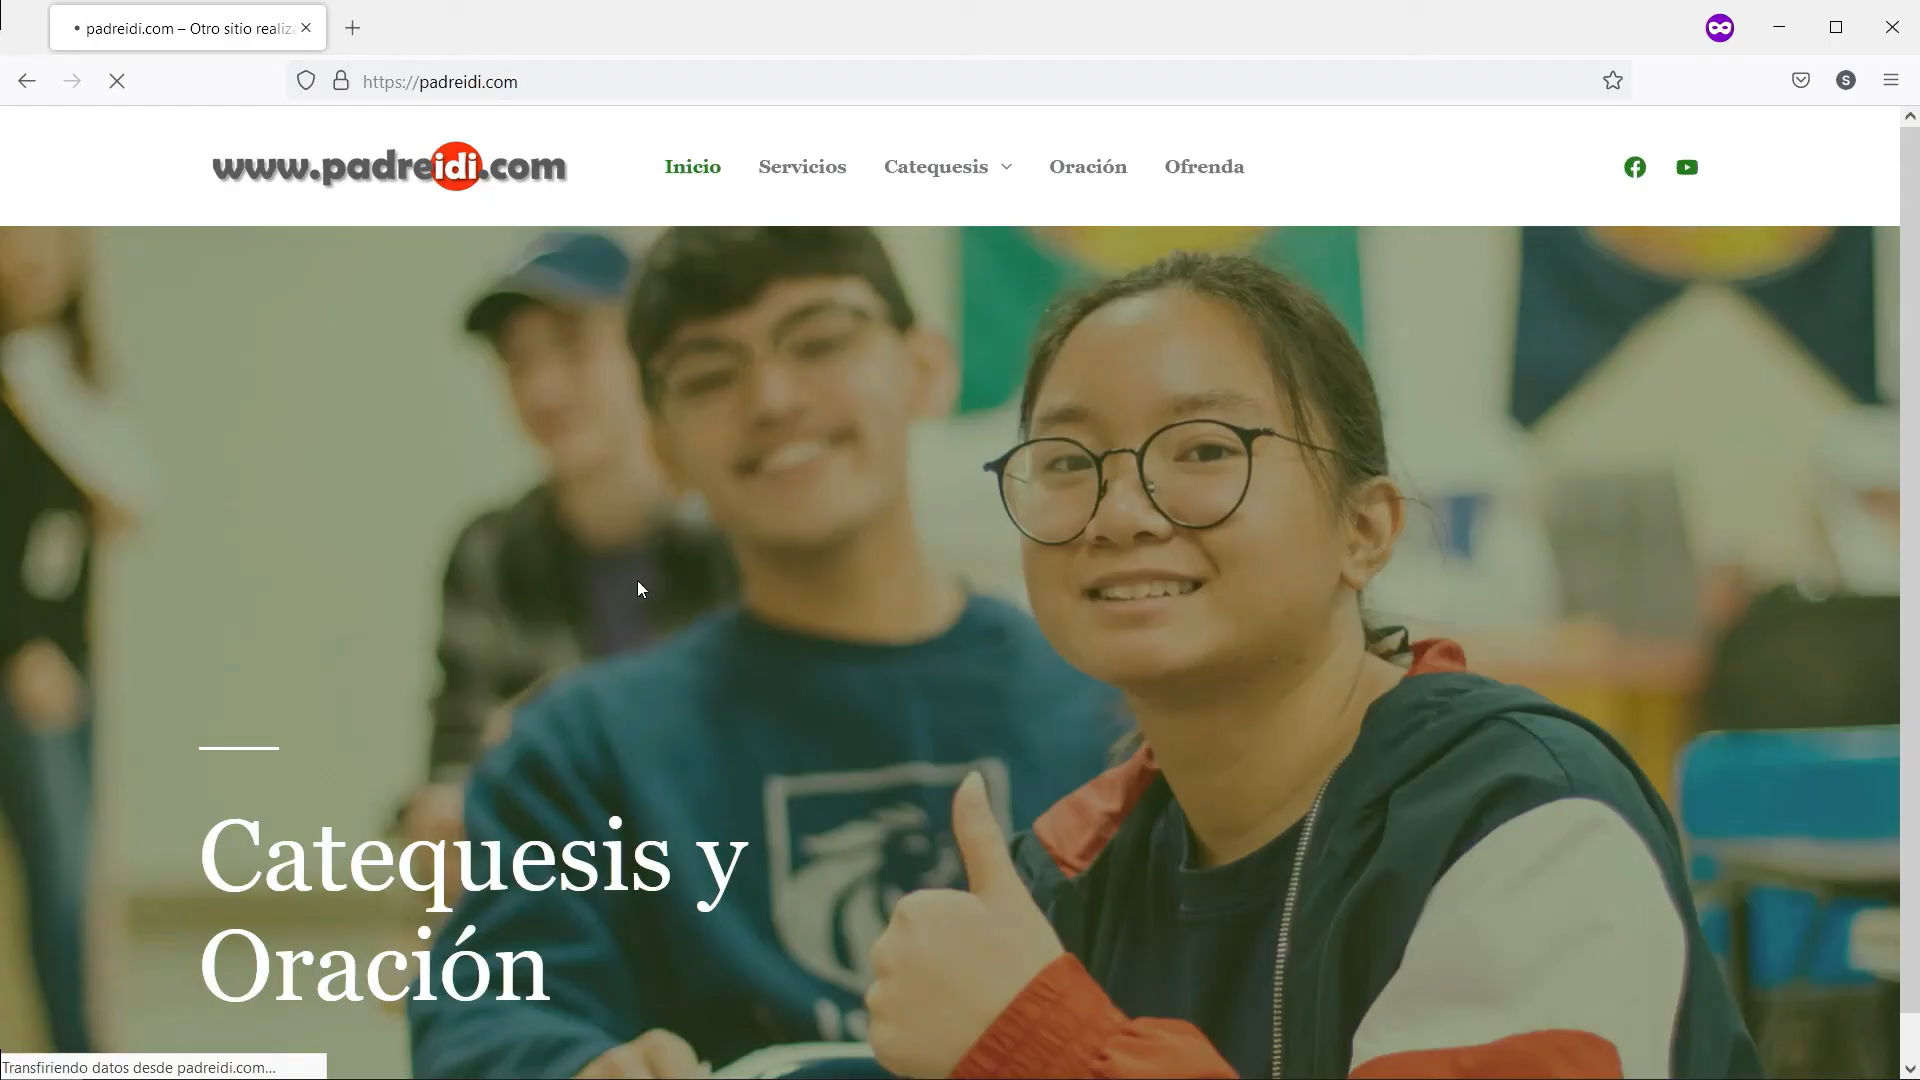 padreidi.com – Otro sitio realiza
https://padreidi.com
S
www.padreidi.com
Inicio Servicios Catequesis Oración Ofrenda
Catequesis y
Oración
Transfiriendo datos desde padreidi.com...